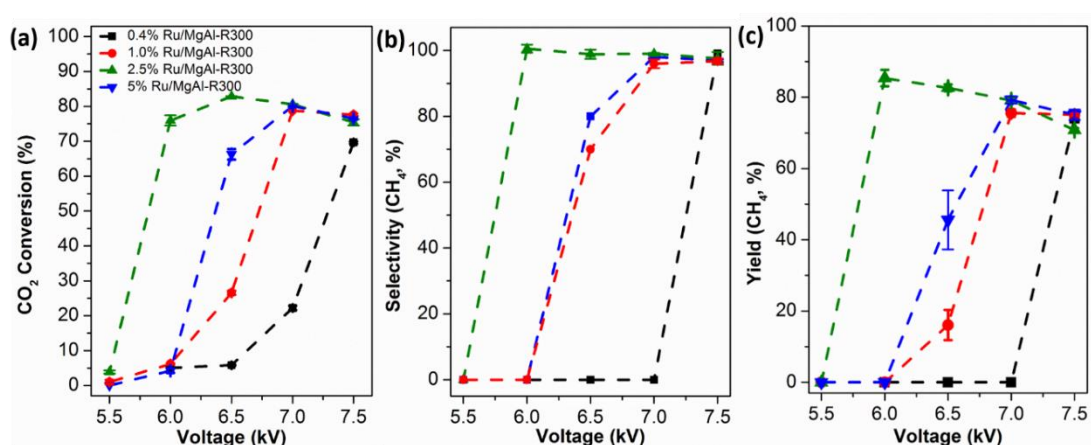 (a)
0.4% Ru/MgAl-R300
1.0% Ru/MgAl-R300
2.5% Ru/MgAl-R300
5% Ru/MgAl-R300
CO2 Conversion (%)
100
90
80
70
60
50
40
30
20
10
0
5.5 6.0 6.5 7.0 7.5
Voltage (kV)
(b)
Selectivity (CH4, %)
100
80
60
40
20
0
5.5 6.0 6.5 7.0 7.5
Voltage (kV)
(c)
Yield (CH4, %)
100
80
60
40
20
0
5.5 6.0 6.5 7.0 7.5
Voltage (kV)